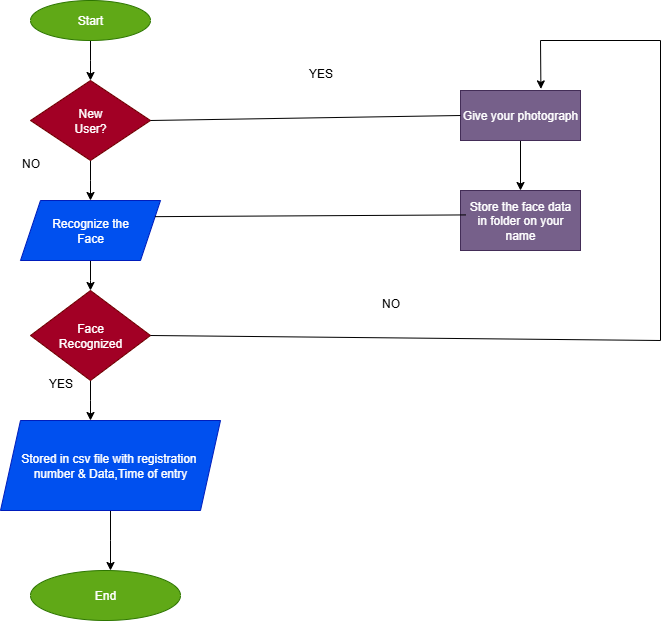 Start
YES
New
User?
Give your photograph
NO
Recognize the
Face
Store the face data
in folder on your
name
NO
Face
Recognized
YES
Stored in csv file with registration
number & Data,Time of entry
End